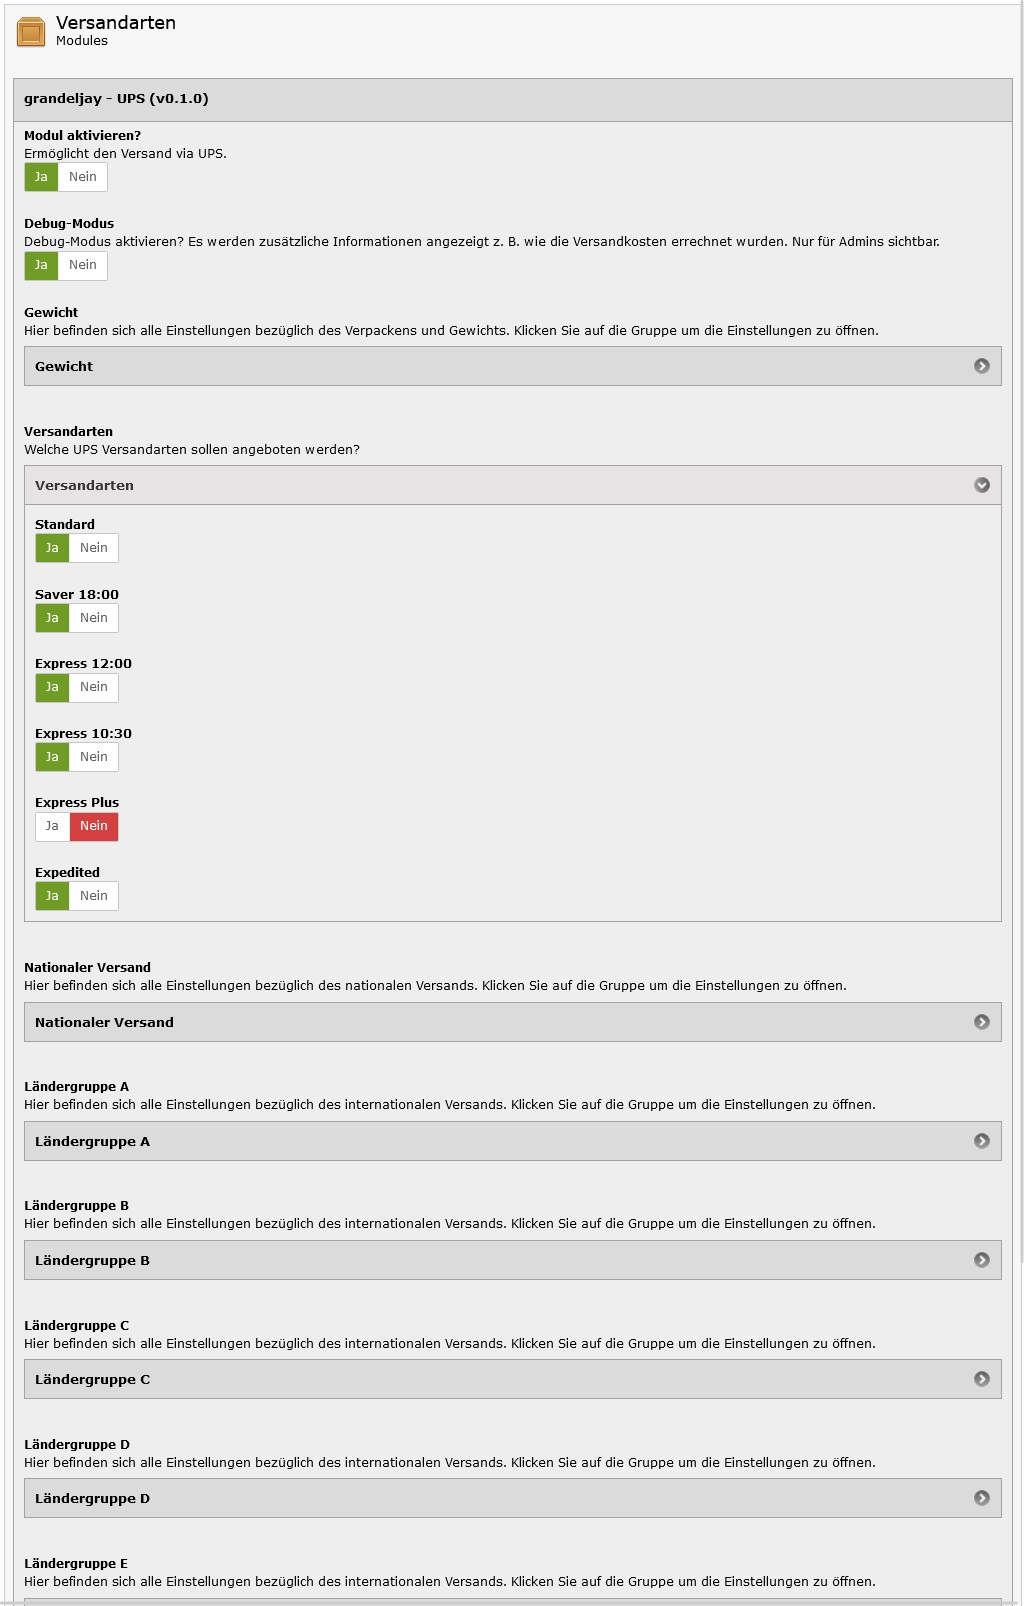 Versandarten
Modules
grandeljay - UPS (v0.1.0)
Modul aktivieren?
Ermöglicht den Versand via UPS.
Ja Nein
Debug-Modus
Debug-Modus aktivieren? Es werden zusätzliche Informationen angezeigt z. B. wie die Versandkosten errechnet wurden. Nur für Admins sichtbar.
Ja Nein
Gewicht
Hier befinden sich alle Einstellungen bezüglich des Verpackens und Gewichts. Klicken Sie auf die Gruppe um die Einstellungen zu öffnen.
Gewicht
Versandarten
Welche UPS Versandarten sollen angeboten werden?
Versandarten
Standard
Ja Nein
Saver 18:00
Ja Nein
Express 12:00
Ja Nein
Express 10:30
Ja Nein
Express Plus
Ja Nein
Expedited
Ja Nein
Nationaler Versand
Hier befinden sich alle Einstellungen bezüglich des nationalen Versands. Klicken Sie auf die Gruppe um die Einstellungen zu öffnen.
Nationaler Versand
Ländergruppe A
Hier befinden sich alle Einstellungen bezüglich des internationalen Versands. Klicken Sie auf die Gruppe um die Einstellungen zu öffnen.
Ländergruppe A
Ländergruppe B
Hier befinden sich alle Einstellungen bezüglich des internationalen Versands. Klicken Sie auf die Gruppe um die Einstellungen zu öffnen.
Ländergruppe B
Ländergruppe C
Hier befinden sich alle Einstellungen bezüglich des internationalen Versands. Klicken Sie auf die Gruppe um die Einstellungen zu öffnen.
Ländergruppe C
Ländergruppe D
Hier befinden sich alle Einstellungen bezüglich des internationalen Versands. Klicken Sie auf die Gruppe um die Einstellungen zu öffnen.
Ländergruppe D
Ländergruppe E
Hier befinden sich alle Einstellungen bezüglich des internationalen Versands. Klicken Sie auf die Gruppe um die Einstellungen zu öffnen.